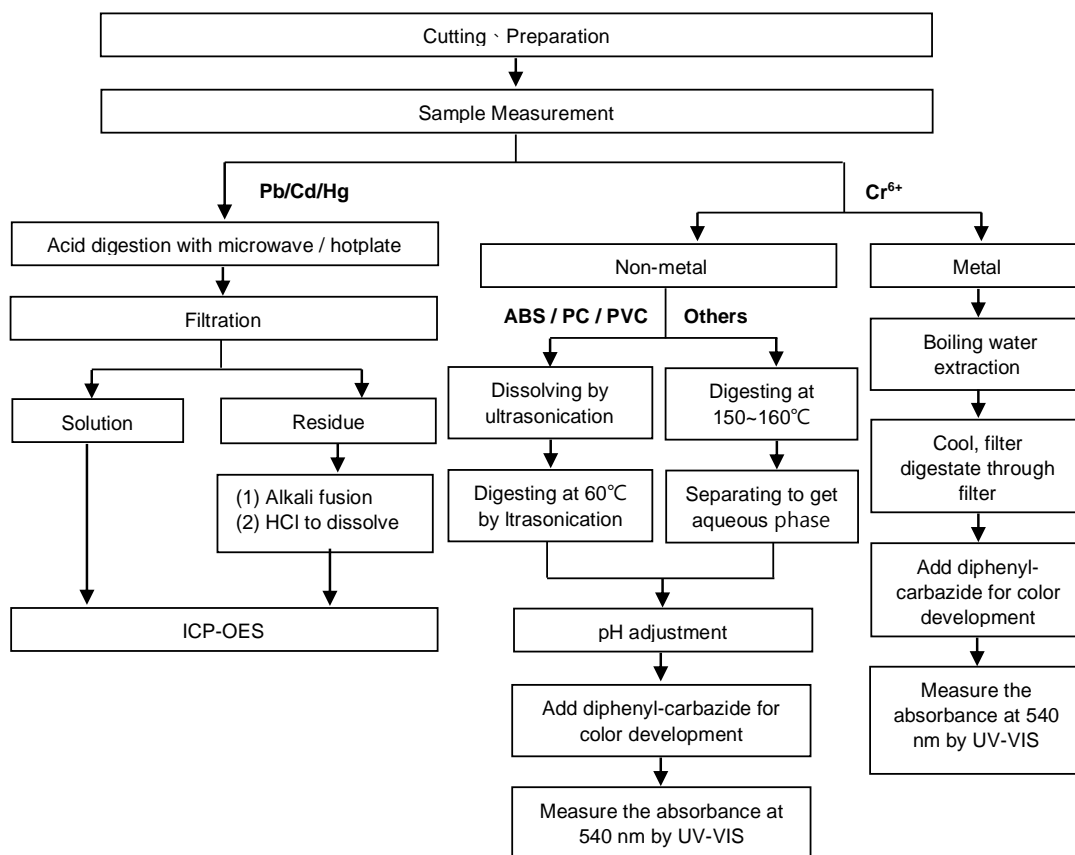 Cutting、Preparation
Sample Measurement
Pb/Cd/Hg
Cr⁶⁺
Acid digestion with microwave / hotplate
Non-metal
Metal
Filtration
ABS / PC / PVC
Others
Boiling water
extraction
Dissolving by
ultrasonication
Digesting at
150~160℃
Solution
Residue
Cool, filter
digestate through
filter
(1) Alkali fusion
(2) HCl to dissolve
Digesting at 60℃
by ltrasonication
Separating to get
aqueous phase
Add diphenyl-
carbazide for color
development
ICP-OES
pH adjustment
Measure the
absorbance at 540
nm by UV-VIS
Add diphenyl-carbazide for
color development
Measure the absorbance at
540 nm by UV-VIS